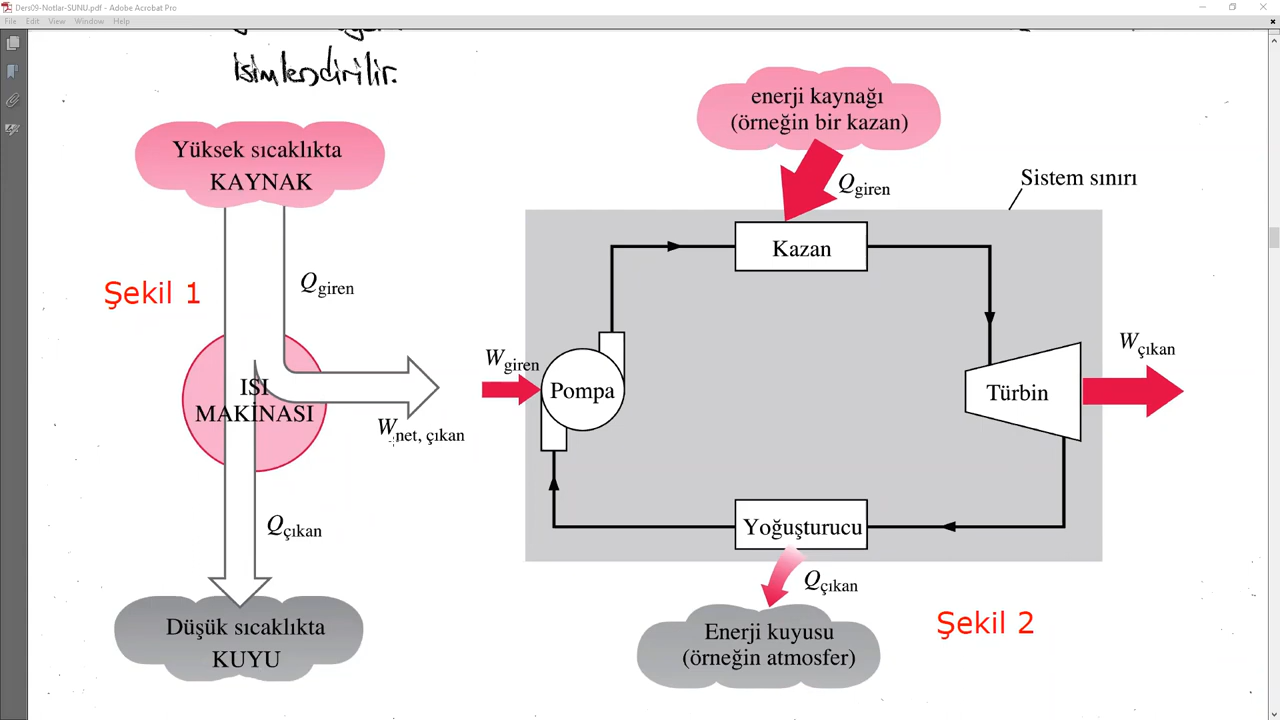 Ders09-Notlar-SUNU.pdf - Adobe Acrobat Pro
File Edit View Window Help
isimlendirilir.
Yüksek sıcaklıkta
KAYNAK
Şekil 1
Qgiren
ISI
MAKİNASI
Wnet, çıkan
Qçıkan
Düşük sıcaklıkta
KUYU
enerji kaynağı
(örneğin bir kazan)
Qgiren
Sistem sınırı
Kazan
Wgiren
Pompa
Türbin
Wçıkan
Yoğuşturucu
Qçıkan
Enerji kuyusu
(örneğin atmosfer)
Şekil 2